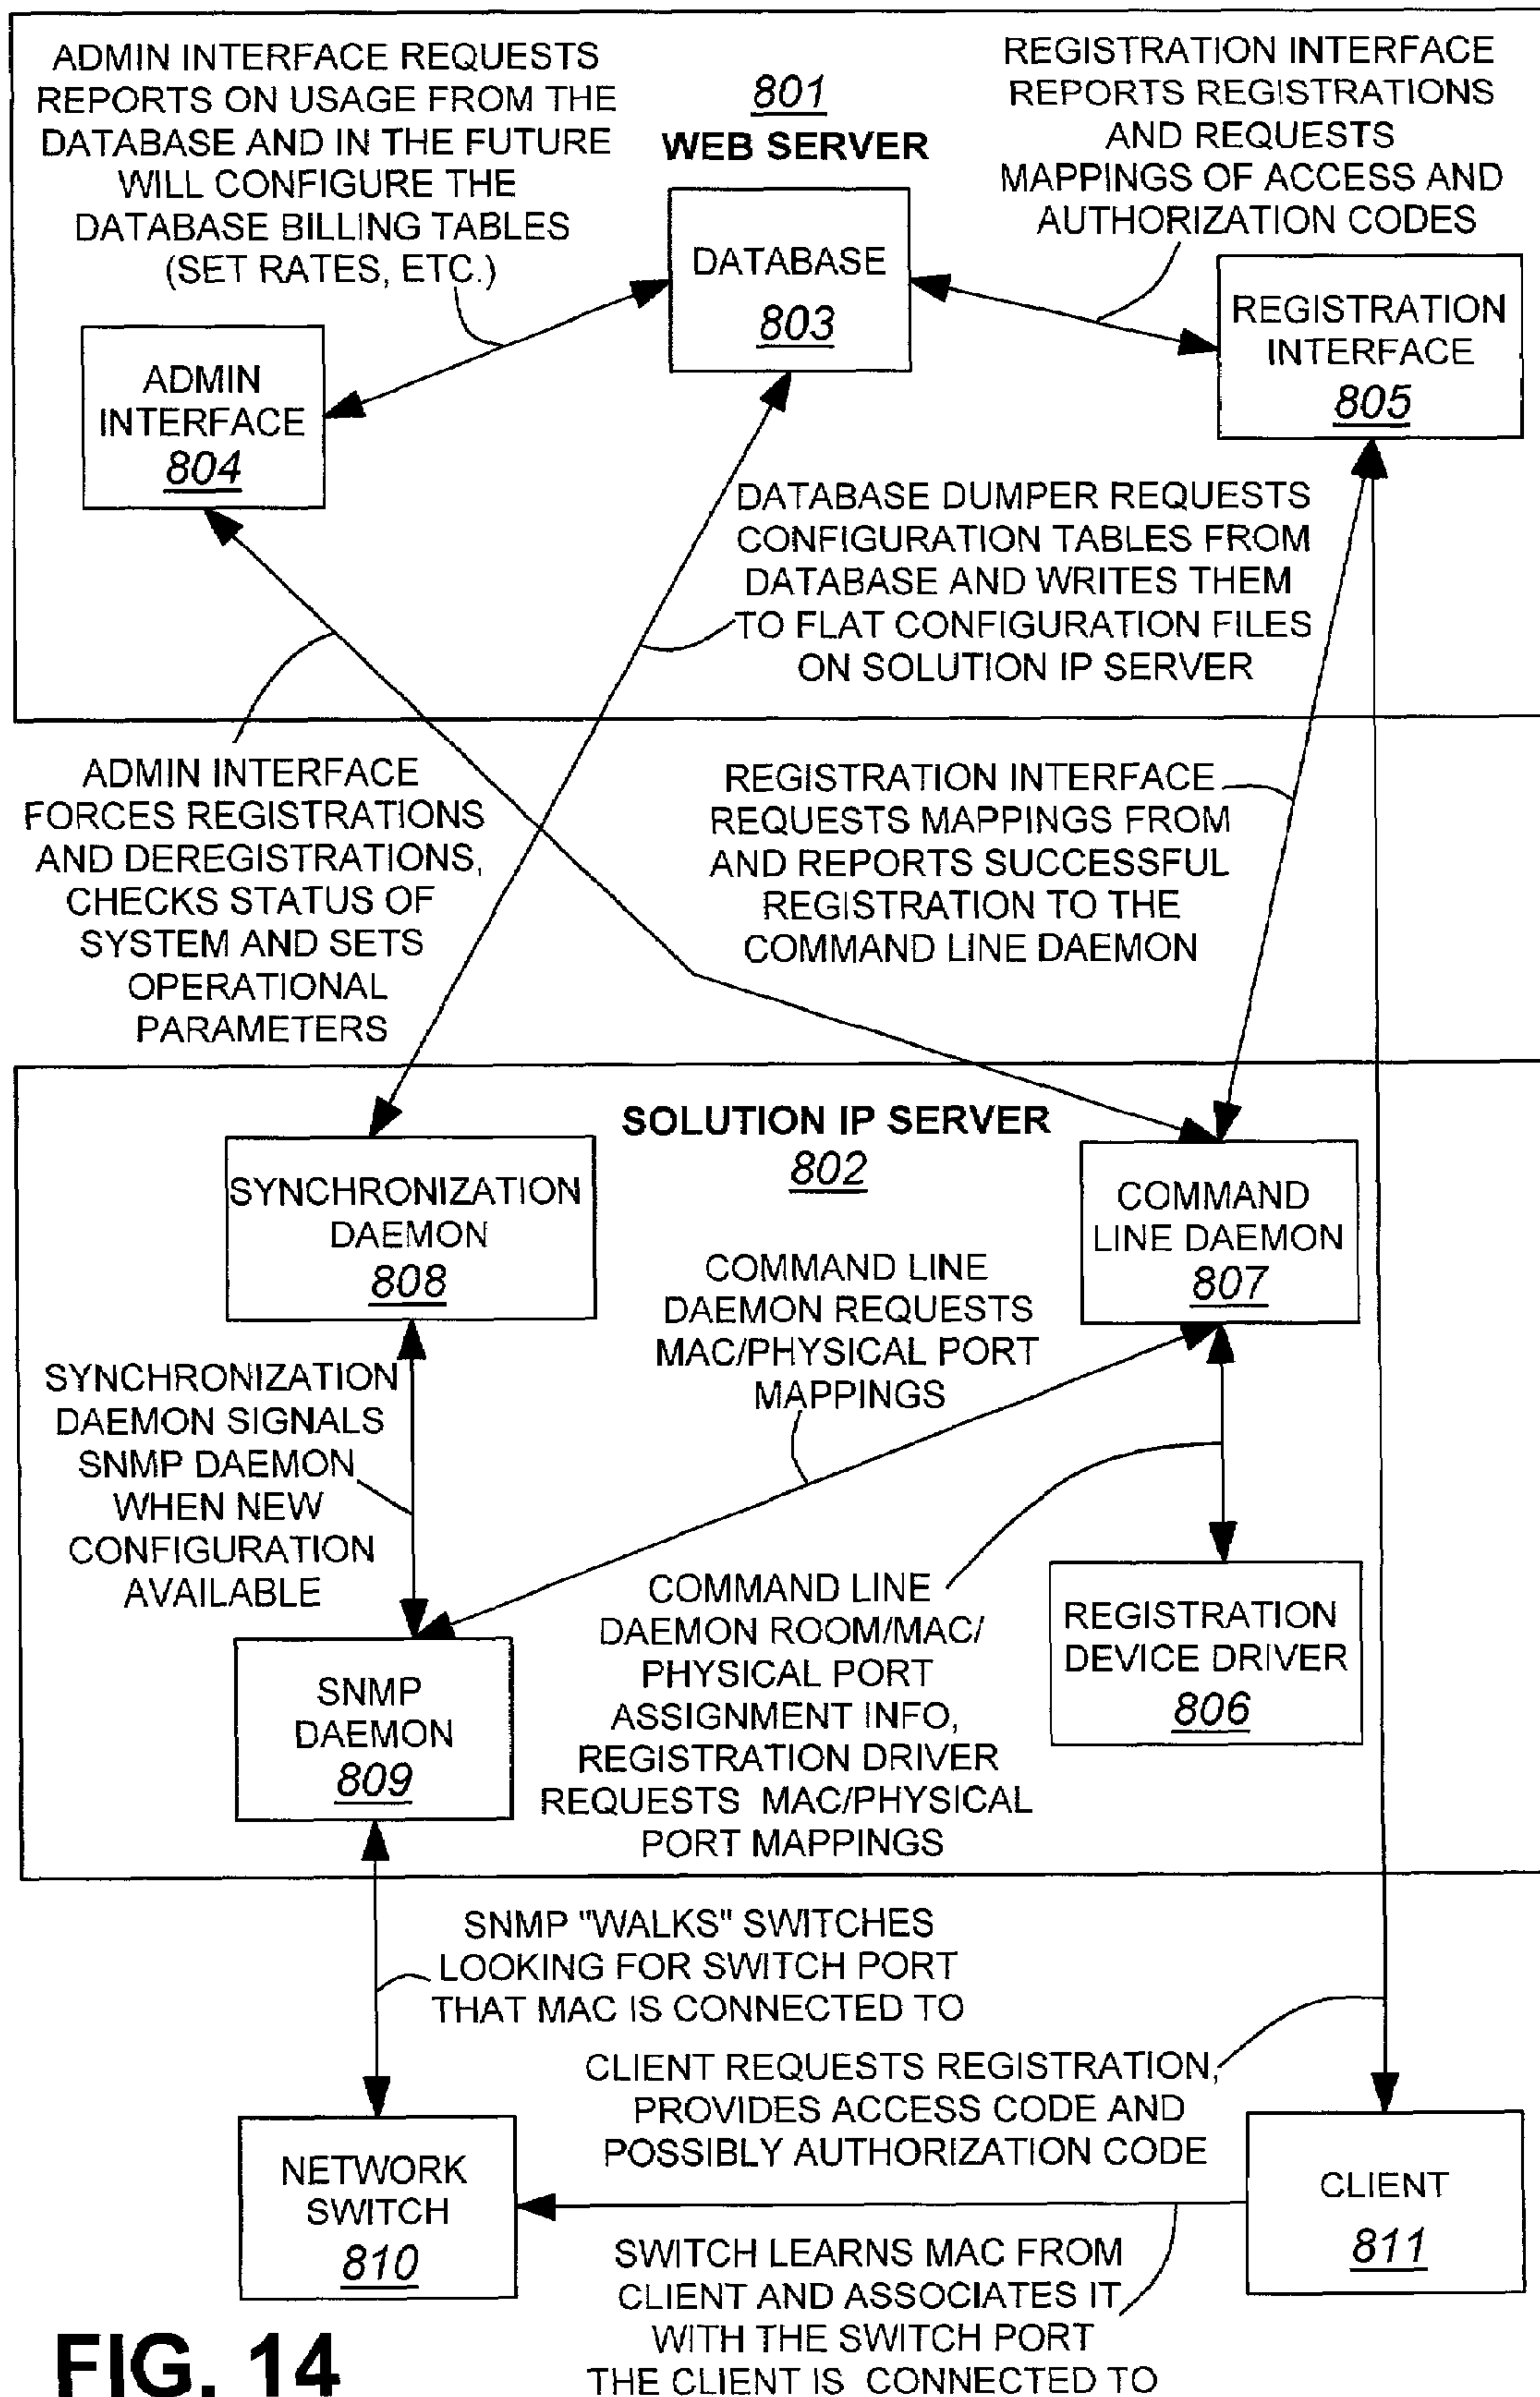 ADMIN INTERFACE REQUESTS
REPORTS ON USAGE FROM THE
DATABASE AND IN THE FUTURE
WILL CONFIGURE THE
DATABASE BILLING TABLES
(SET RATES, ETC.)
801
WEB SERVER
REGISTRATION INTERFACE
REPORTS REGISTRATIONS
AND REQUESTS
MAPPINGS OF ACCESS AND
AUTHORIZATION CODES
DATABASE
803
REGISTRATION
INTERFACE
805
ADMIN
INTERFACE
804
DATABASE DUMPER REQUESTS
CONFIGURATION TABLES FROM
DATABASE AND WRITES THEM
TO FLAT CONFIGURATION FILES
ON SOLUTION IP SERVER
ADMIN INTERFACE
FORCES REGISTRATIONS
AND DEREGISTRATIONS,
CHECKS STATUS OF
SYSTEM AND SETS
OPERATIONAL
PARAMETERS
REGISTRATION INTERFACE
REQUESTS MAPPINGS FROM
AND REPORTS SUCCESSFUL
REGISTRATION TO THE
COMMAND LINE DAEMON
SOLUTION IP SERVER
802
SYNCHRONIZATION
DAEMON
808
COMMAND
LINE DAEMON
807
COMMAND LINE
DAEMON REQUESTS
MAC/PHYSICAL PORT
MAPPINGS
SYNCHRONIZATION
DAEMON SIGNALS
SNMP DAEMON
WHEN NEW
CONFIGURATION
AVAILABLE
COMMAND LINE
DAEMON ROOM/MAC/
PHYSICAL PORT
ASSIGNMENT INFO,
REGISTRATION DRIVER
REQUESTS MAC/PHYSICAL
PORT MAPPINGS
REGISTRATION
DEVICE DRIVER
806
SNMP
DAEMON
809
SNMP "WALKS" SWITCHES
LOOKING FOR SWITCH PORT
THAT MAC IS CONNECTED TO
CLIENT REQUESTS REGISTRATION,
PROVIDES ACCESS CODE AND
POSSIBLY AUTHORIZATION CODE
NETWORK
SWITCH
810
CLIENT
811
SWITCH LEARNS MAC FROM
CLIENT AND ASSOCIATES IT
WITH THE SWITCH PORT
THE CLIENT IS CONNECTED TO
FIG. 14